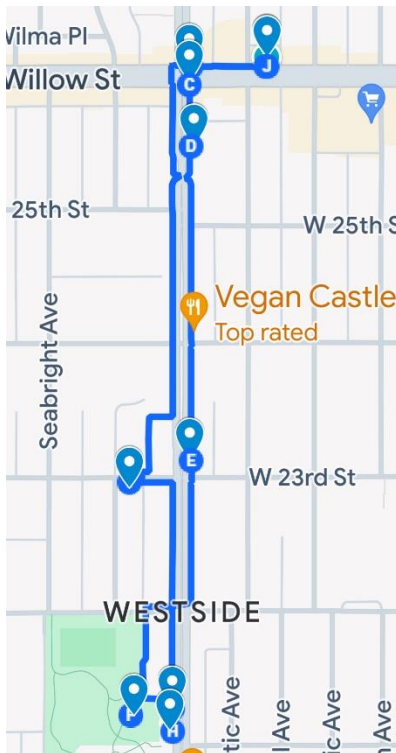 Wilma Pl
J
Willow St
C
D
25th St
W 25th S
Vegan Castle
Top rated
Seabright Ave
E
W 23rd St
WESTSIDE
F
H
tic Ave
l Ave
ic Ave
n Ave